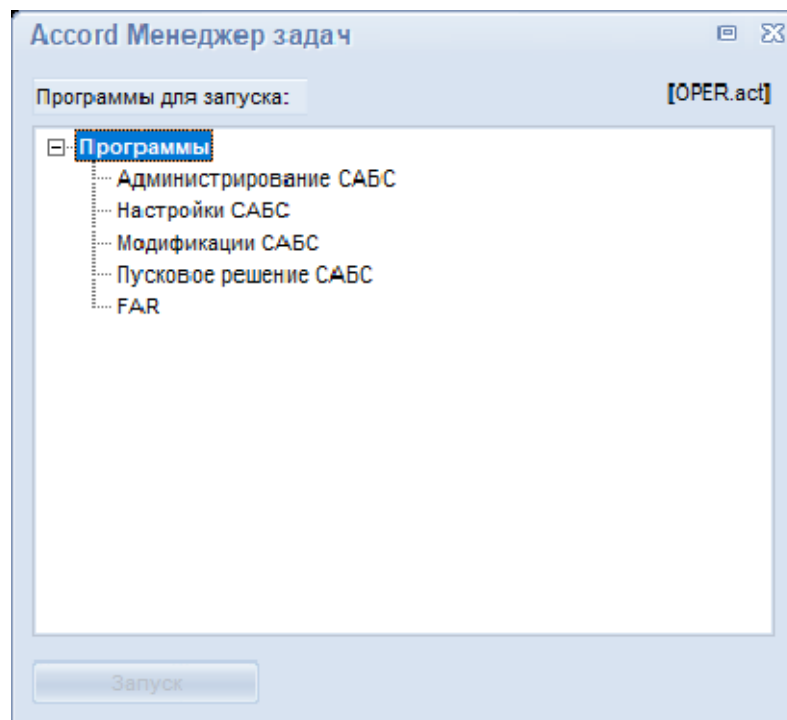 Accord Менеджер задач
Программы для запуска: [OPER.act]
Программы
Администрирование САБС
Настройки САБС
Модификации САБС
Пусковое решение САБС
FAR
Запуск